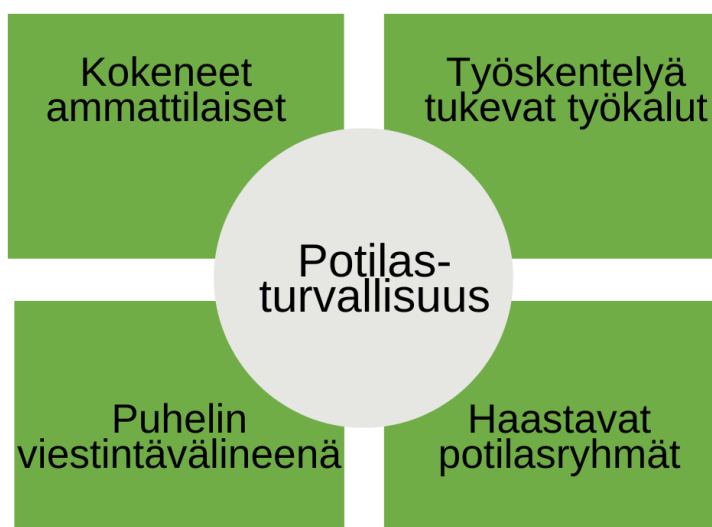 Kokeneet
ammattilaiset
Työskentelyä
tukevat työkalut
Potilas-
turvallisuus
Puhelin
viestintävälineenä
Haastavat
potilasryhmät